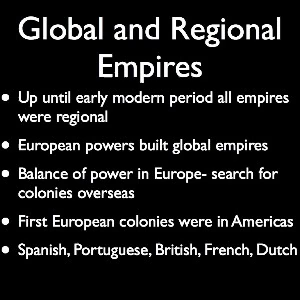 Global and Regional
Empires
• Up until early modern period all empires
were regional
• European powers built global empires
• Balance of power in Europe- search for
colonies overseas
• First European colonies were in Americas
• Spanish, Portuguese, British, French, Dutch